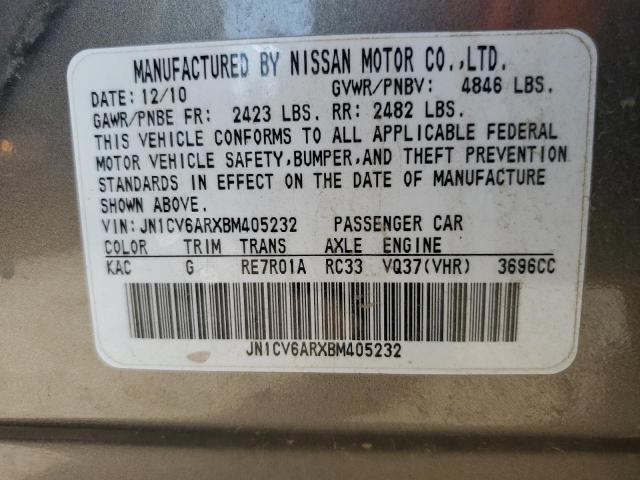 MANUFACTURED BY NISSAN MOTOR CO.,LTD.
DATE: 12/10 GVWR/PNBV: 4846 LBS.
GAWR/PNBE FR: 2423 LBS. RR: 2482 LBS.
THIS VEHICLE CONFORMS TO ALL APPLICABLE FEDERAL
MOTOR VEHICLE SAFETY,BUMPER,AND THEFT PREVENTION
STANDARDS IN EFFECT ON THE DATE OF MANUFACTURE
SHOWN ABOVE.
VIN:JN1CV6ARXBM405232 PASSENGER CAR
COLOR TRIM TRANS AXLE ENGINE
KAC G RE7R01A RC33 VQ37(VHR) 3696CC
JN1CV6ARXBM405232